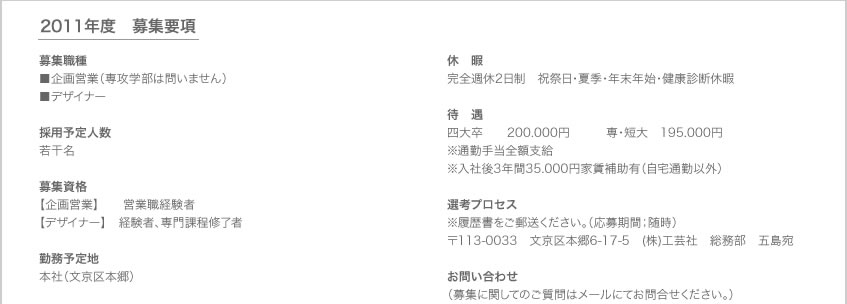 2011年度　募集要項
募集職種
■企画営業（専攻学部は問いません）
■デザイナー
採用予定人数
若干名
募集資格
【企画営業】　営業職経験者
【デザイナー】　経験者、専門課程修了者
勤務予定地
本社（文京区本郷）
休　暇
完全週休2日制　祝祭日・夏季・年末年始・健康診断休暇
待　遇
四大卒　　200.000円　　　専・短大　195.000円
※通勤手当全額支給
※入社後3年間35.000円家賃補助有（自宅通勤以外）
選考プロセス
※履歴書をご郵送ください。（応募期間；随時）
〒113-0033　文京区本郷6-17-5　(株)工芸社　総務部　五島宛
お問い合わせ
（募集に関してのご質問はメールにてお問合せください。）